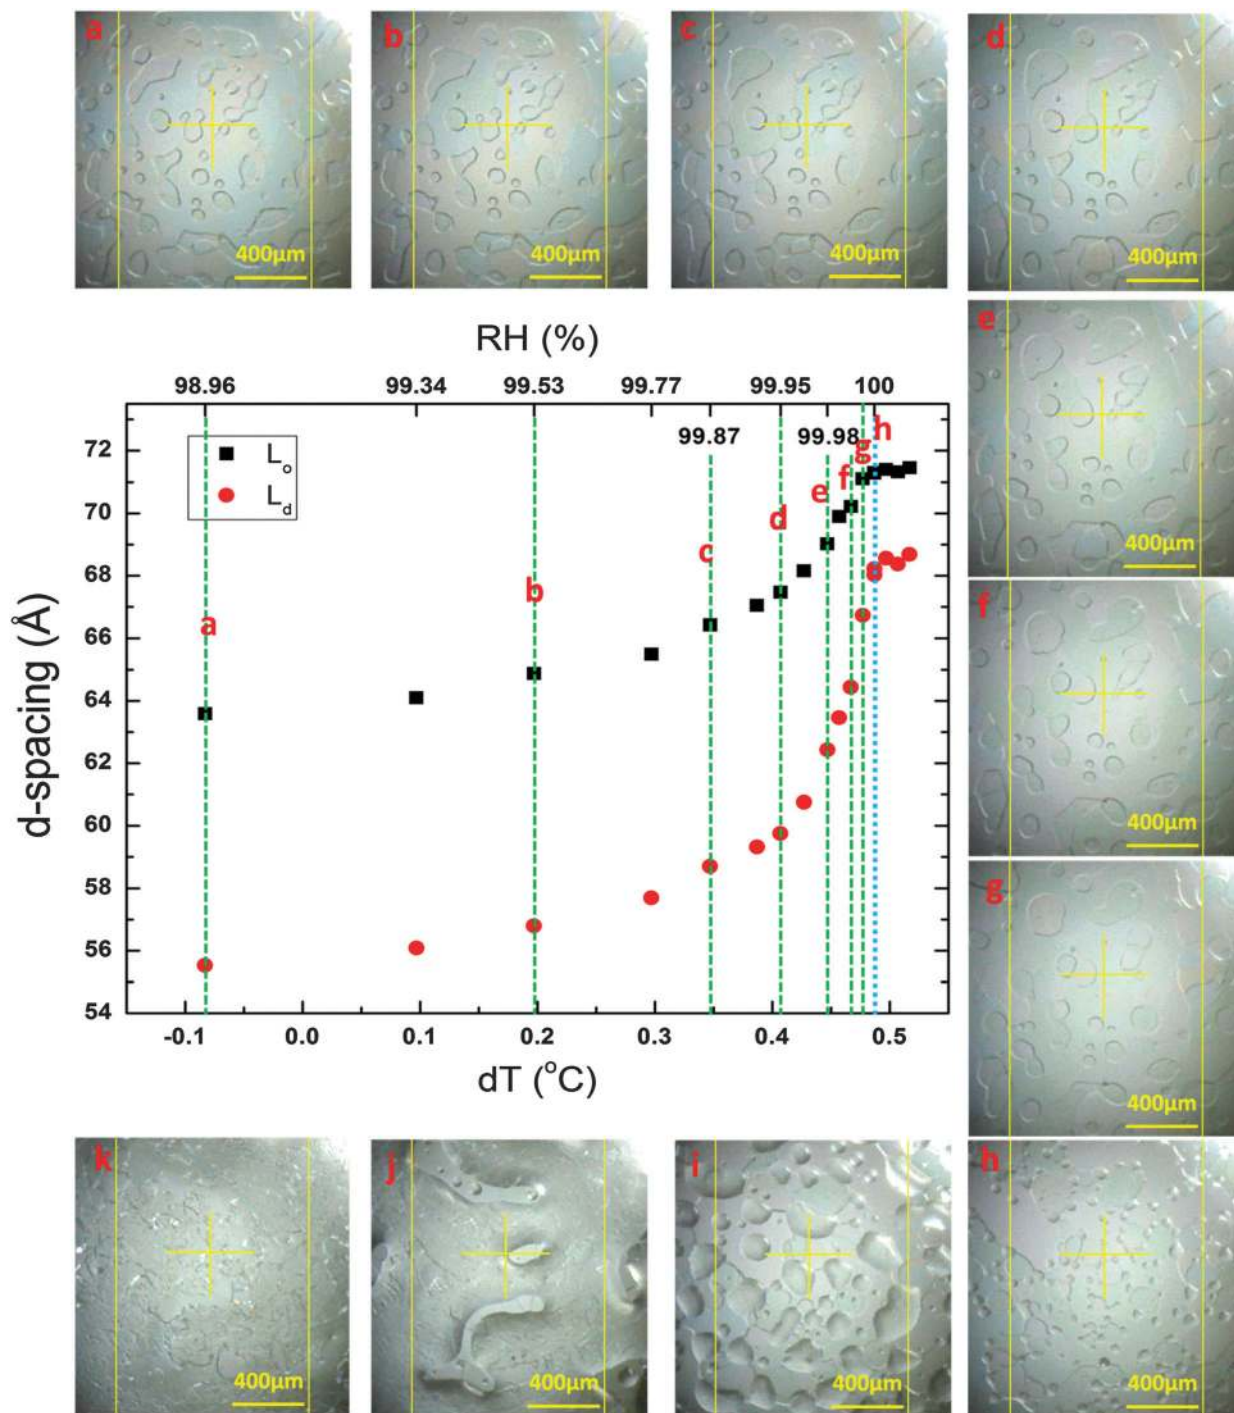 a
b
c
d
400μm
400μm
400μm
400μm
RH (%)
98.96
99.34
99.53
99.77
99.95
100
99.87
99.98
72
70
68
66
64
62
60
58
56
54
Lo
Ld
a
b
c
d
e
f
g
h
d-spacing (Å)
-0.1
0.0
0.1
0.2
0.3
0.4
0.5
dT (°C)
e
400μm
f
400μm
g
400μm
k
j
i
h
400μm
400μm
400μm
400μm